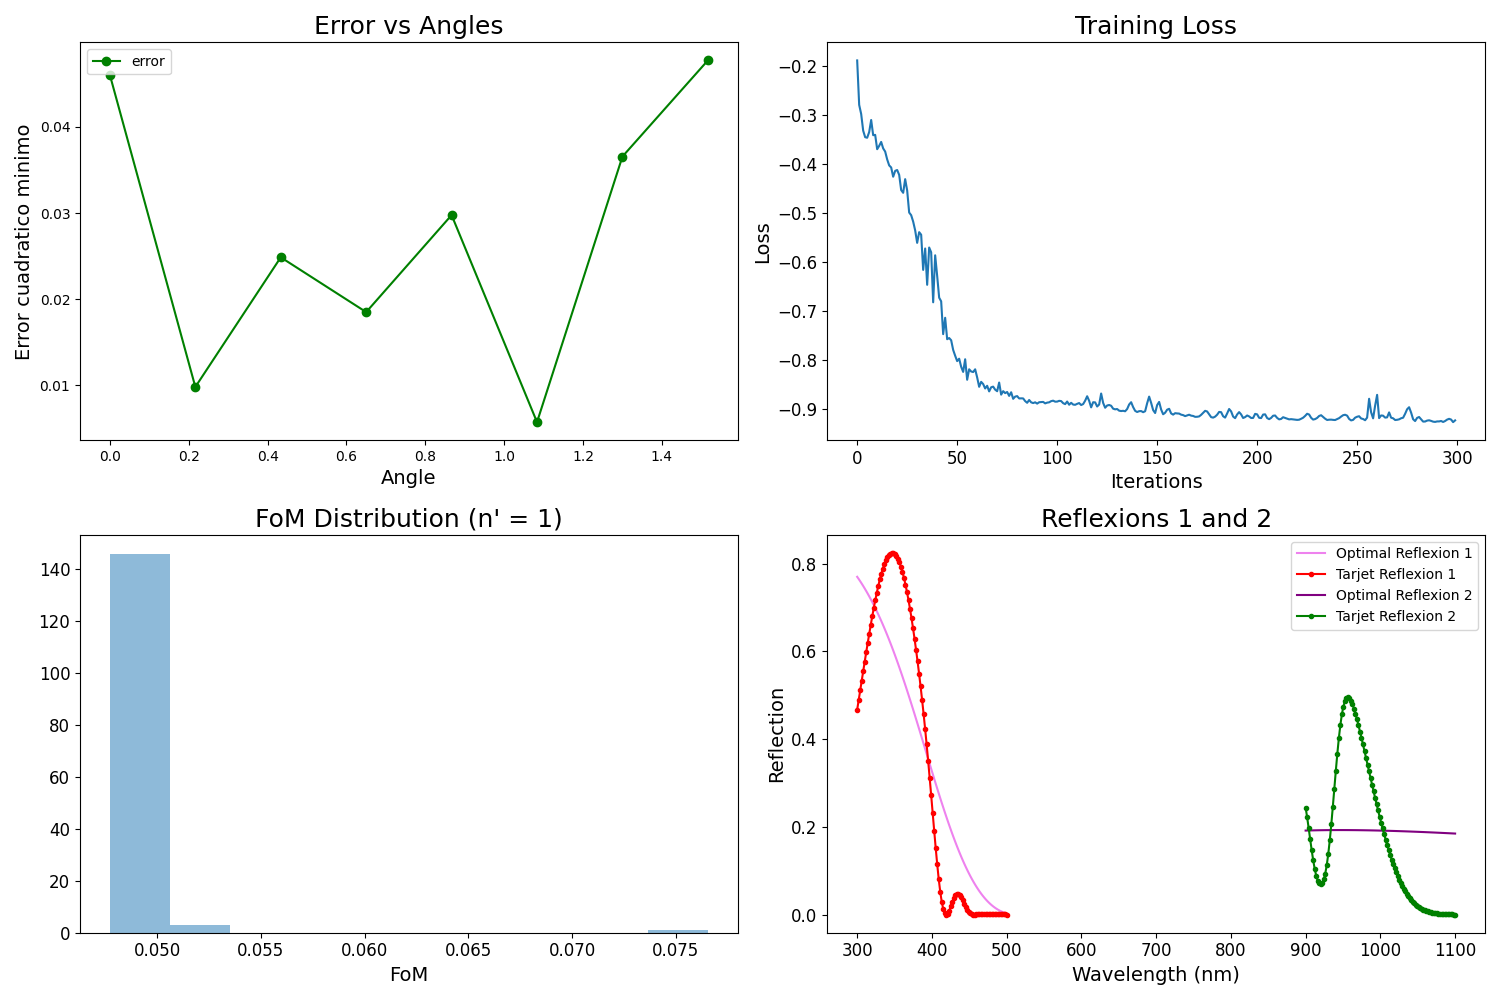 Error vs Angles
error
Error cuadratico minimo
0.04
0.03
0.02
0.01
0.0 0.2 0.4 0.6 0.8 1.0 1.2 1.4
Angle
Training Loss
Loss
−0.2
−0.3
−0.4
−0.5
−0.6
−0.7
−0.8
−0.9
0 50 100 150 200 250 300
Iterations
FoM Distribution (n' = 1)
140
120
100
80
60
40
20
0
0.050 0.055 0.060 0.065 0.070 0.075
FoM
Reflexions 1 and 2
Optimal Reflexion 1
Tarjet Reflexion 1
Optimal Reflexion 2
Tarjet Reflexion 2
Reflection
0.8
0.6
0.4
0.2
0.0
300 400 500 600 700 800 900 1000 1100
Wavelength (nm)